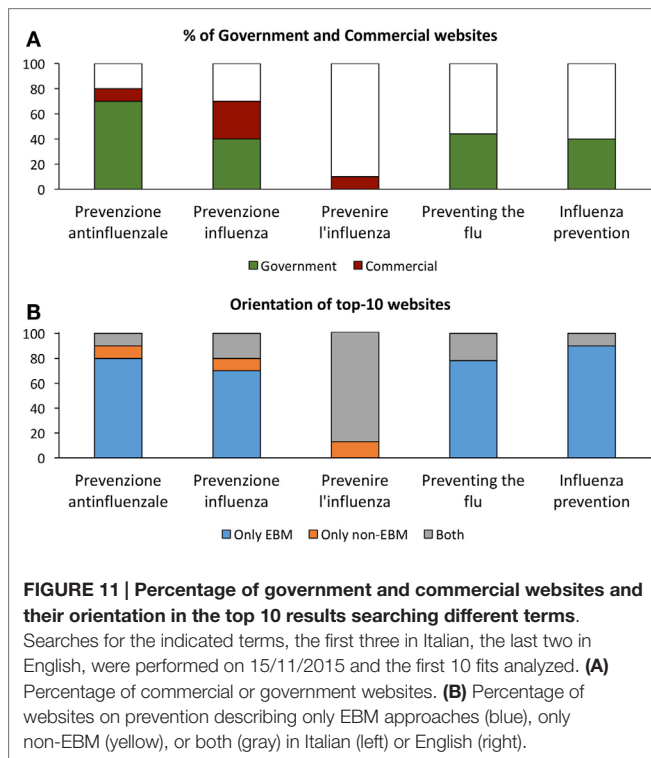 A
% of Government and Commercial websites
100
80
60
40
20
0
Prevenzione antinfluenzale
Prevenzione influenza
Prevenire l'influenza
Preventing the flu
Influenza prevention
Government Commercial
B
Orientation of top-10 websites
100
80
60
40
20
0
Prevenzione antinfluenzale
Prevenzione influenza
Prevenire l'influenza
Preventing the flu
Influenza prevention
Only EBM Only non-EBM Both
FIGURE 11 | Percentage of government and commercial websites and
their orientation in the top 10 results searching different terms.
Searches for the indicated terms, the first three in Italian, the last two in
English, were performed on 15/11/2015 and the first 10 fits analyzed. (A)
Percentage of commercial or government websites. (B) Percentage of
websites on prevention describing only EBM approaches (blue), only
non-EBM (yellow), or both (gray) in Italian (left) or English (right).